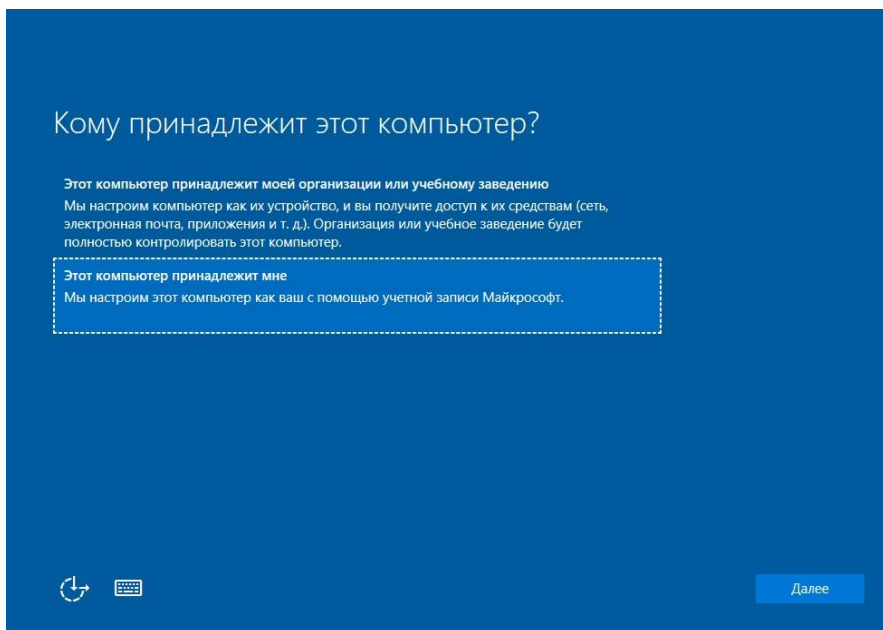 Кому принадлежит этот компьютер?
Этот компьютер принадлежит моей организации или учебному заведению
Мы настроим компьютер как их устройство, и вы получите доступ к их средствам (сеть,
электронная почта, приложения и т. д.). Организация или учебное заведение будет
полностью контролировать этот компьютер.
Этот компьютер принадлежит мне
Мы настроим этот компьютер как ваш с помощью учетной записи Майкрософт.
Далее